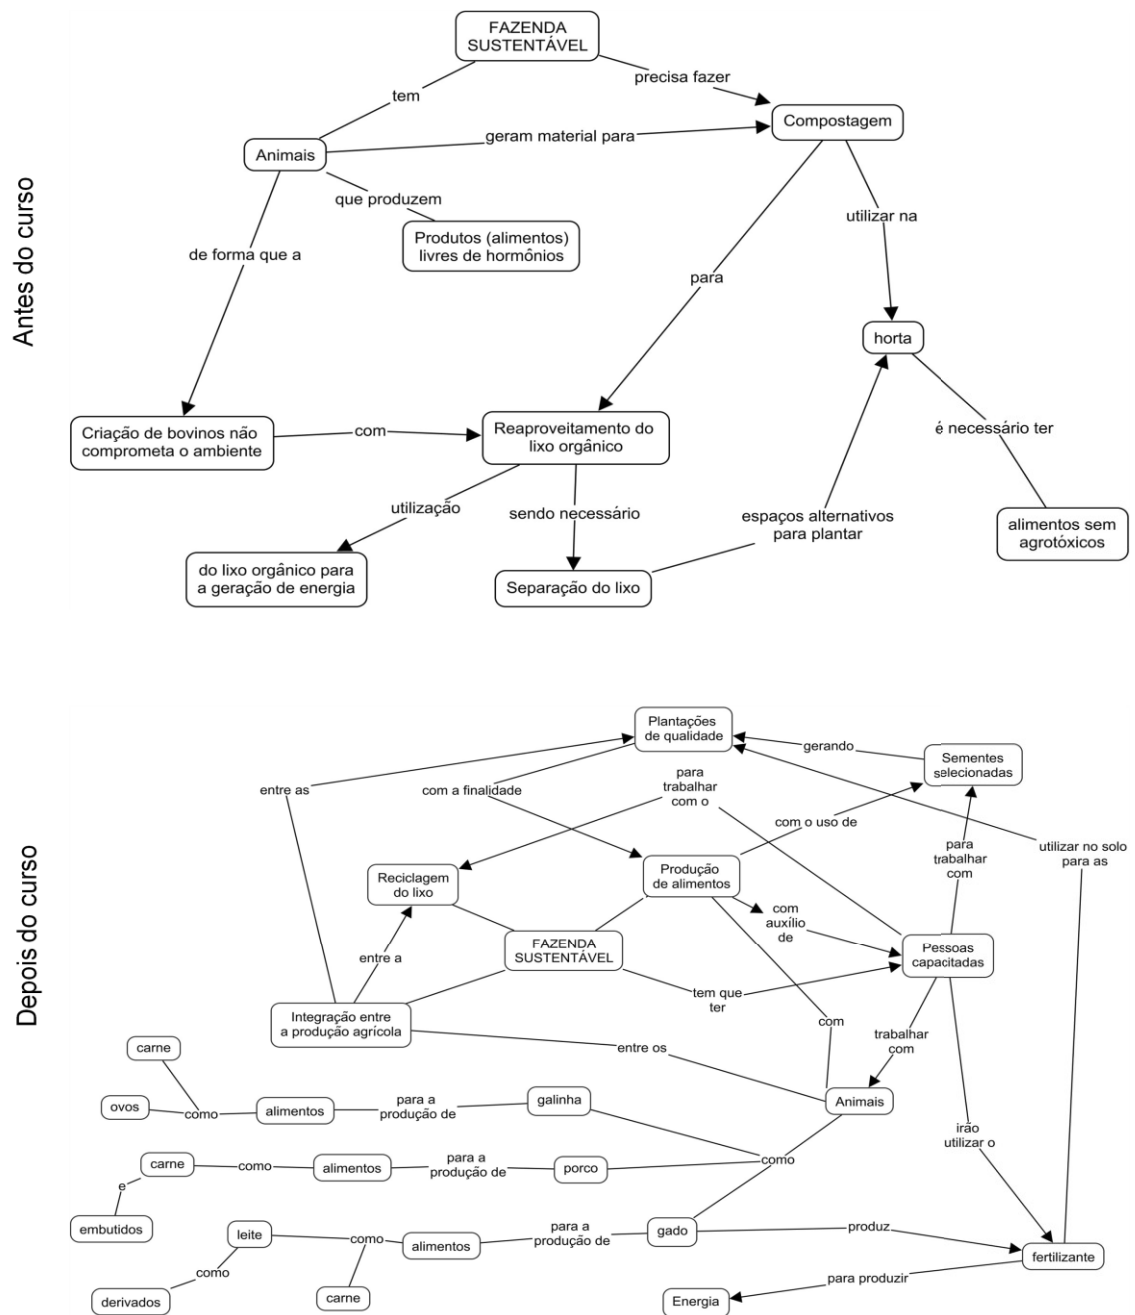 Antes do curso
FAZENDA
SUSTENTÁVEL
tem
precisa fazer
Animais
geram material para
Compostagem
que produzem
Produtos (alimentos)
livres de hormônios
de forma que a
para
utilizar na
horta
Criação de bovinos não
comprometa o ambiente
com
Reaproveitamento do
lixo orgânico
é necessário ter
utilização
sendo necessário
espaços alternativos
para plantar
alimentos sem
agrotóxicos
do lixo orgânico para
a geração de energia
Separação do lixo
Depois do curso
Plantações
de qualidade
gerando
Sementes
selecionadas
entre as
com a finalidade
para
trabalhar
com o
com o uso de
para
trabalhar
com
utilizar no solo
para as
Reciclagem
do lixo
Produção
de alimentos
com
auxílio
de
FAZENDA
SUSTENTÁVEL
Pessoas
capacitadas
entre a
tem que
ter
Integração entre
a produção agrícola
com
trabalhar
com
entre os
carne
ovos
como
alimentos
para a
produção de
galinha
Animais
irão
utilizar o
carne
como
alimentos
para a
produção de
porco
como
e
embutidos
leite
como
alimentos
para a
produção de
gado
produz
fertilizante
como
derivados
carne
para produzir
Energia